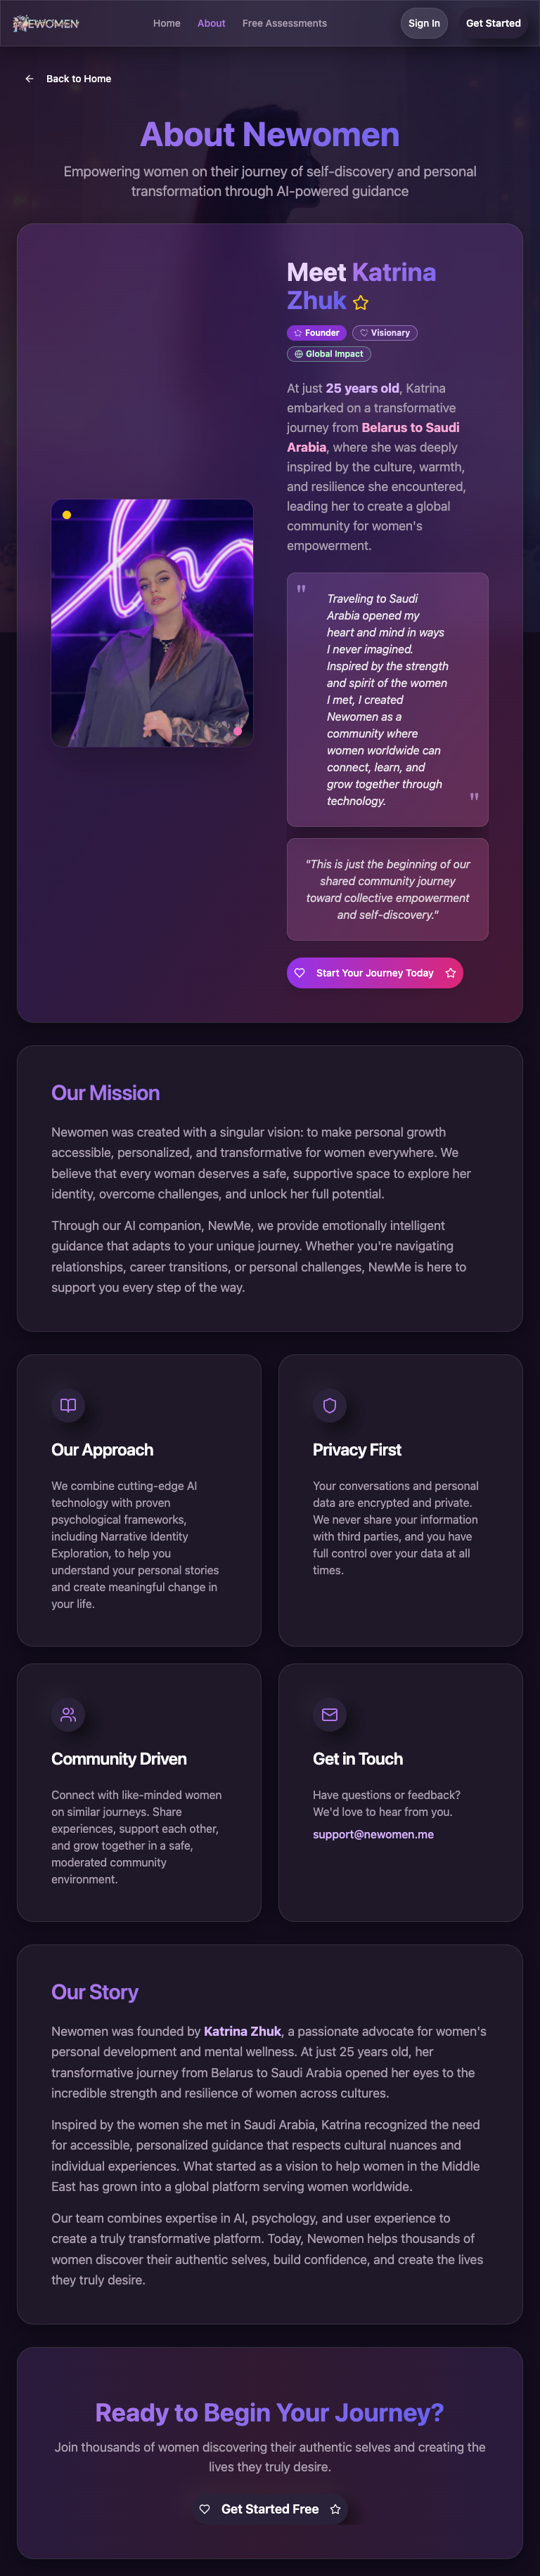 NEWOMEN
Home
About
Free Assessments
Sign In
Get Started
Back to Home
About Newomen
Empowering women on their journey of self-discovery and personal
transformation through AI-powered guidance
Meet Katrina
Zhuk
Founder
Visionary
Global Impact
At just 25 years old, Katrina
embarked on a transformative
journey from Belarus to Saudi
Arabia, where she was deeply
inspired by the culture, warmth,
and resilience she encountered,
leading her to create a global
community for women's
empowerment.
"
Traveling to Saudi
Arabia opened my
heart and mind in ways
I never imagined.
Inspired by the strength
and spirit of the women
I met, I created
Newomen as a
community where
women worldwide can
connect, learn, and
grow together through
technology.
"
"This is just the beginning of our
shared community journey
toward collective empowerment
and self-discovery."
Start Your Journey Today
Our Mission
Newomen was created with a singular vision: to make personal growth
accessible, personalized, and transformative for women everywhere. We
believe that every woman deserves a safe, supportive space to explore her
identity, overcome challenges, and unlock her full potential.
Through our AI companion, NewMe, we provide emotionally intelligent
guidance that adapts to your unique journey. Whether you're navigating
relationships, career transitions, or personal challenges, NewMe is here to
support you every step of the way.
Our Approach
We combine cutting-edge AI
technology with proven
psychological frameworks,
including Narrative Identity
Exploration, to help you
understand your personal stories
and create meaningful change in
your life.
Privacy First
Your conversations and personal
data are encrypted and private.
We never share your information
with third parties, and you have
full control over your data at all
times.
Community Driven
Connect with like-minded women
on similar journeys. Share
experiences, support each other,
and grow together in a safe,
moderated community
environment.
Get in Touch
Have questions or feedback?
We'd love to hear from you.
support@newomen.me
Our Story
Newomen was founded by Katrina Zhuk, a passionate advocate for women's
personal development and mental wellness. At just 25 years old, her
transformative journey from Belarus to Saudi Arabia opened her eyes to the
incredible strength and resilience of women across cultures.
Inspired by the women she met in Saudi Arabia, Katrina recognized the need
for accessible, personalized guidance that respects cultural nuances and
individual experiences. What started as a vision to help women in the Middle
East has grown into a global platform serving women worldwide.
Our team combines expertise in AI, psychology, and user experience to
create a truly transformative platform. Today, Newomen helps thousands of
women discover their authentic selves, build confidence, and create the lives
they truly desire.
Ready to Begin Your Journey?
Join thousands of women discovering their authentic selves and creating the
lives they truly desire.
Get Started Free